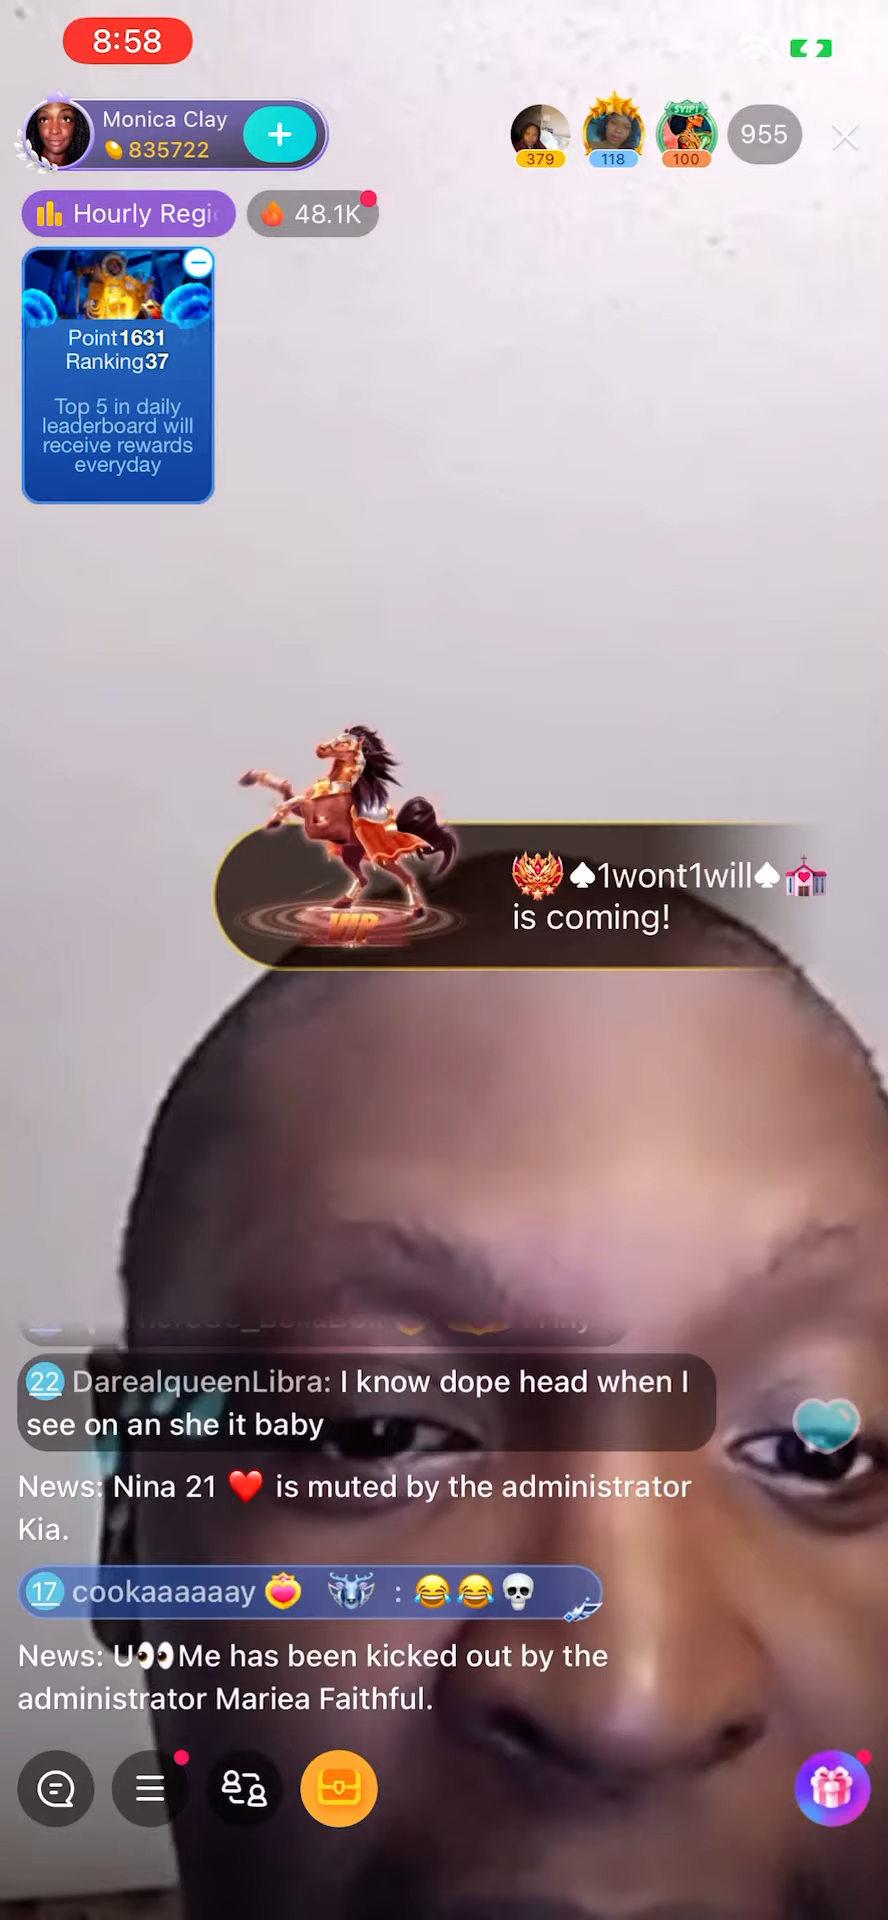 8:58
Monica Clay
835722
379
118
SVIP1
100
955
Hourly Regi
48.1K
Point1631
Ranking37
Top 5 in daily
leaderboard will
receive rewards
everyday
♠1wont1will♠💒
is coming!
VIP
22 DarealqueenLibra: I know dope head when I
see on an she it baby
News: Nina 21 ❤️ is muted by the administrator
Kia.
17 cookaaaaaay : 😂😂💀
News: U👀Me has been kicked out by the
administrator Mariea Faithful.